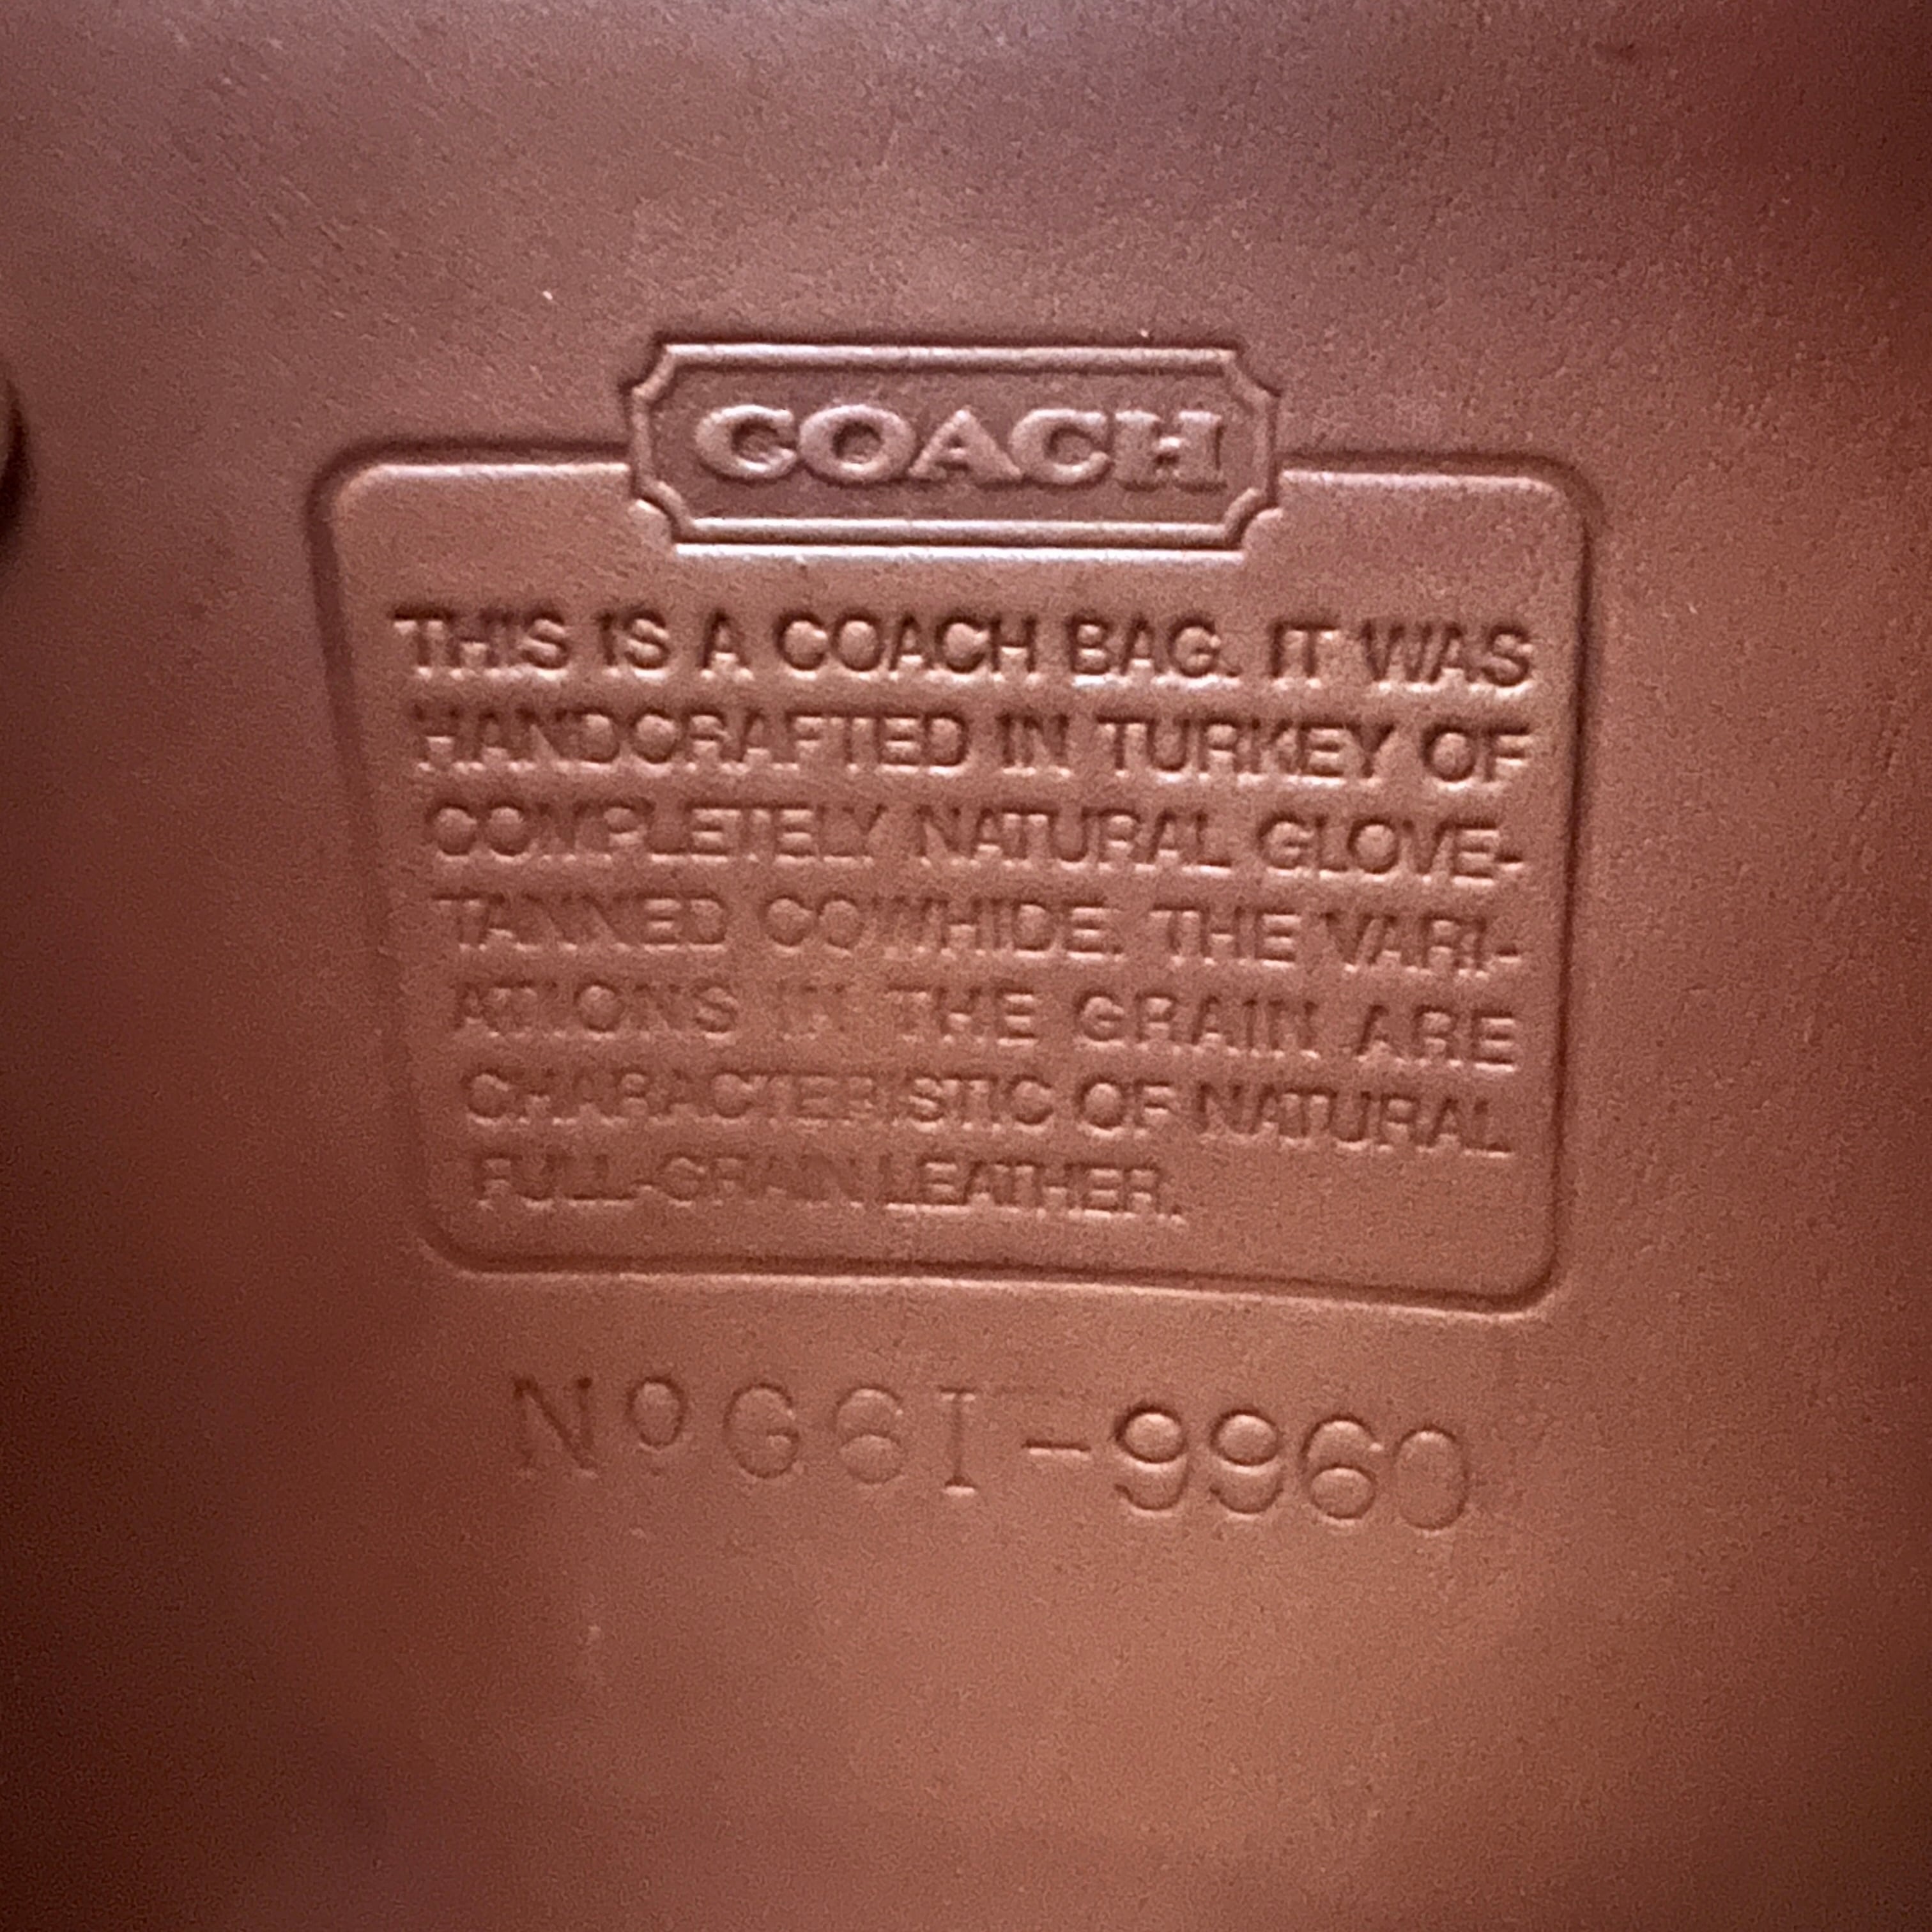 COACH
THIS IS A COACH BAG. IT WAS
HANDCRAFTED IN TURKEY OF
COMPLETELY NATURAL GLOVE-
TANNED COWHIDE. THE VARI-
ATIONS IN THE GRAIN ARE
CHARACTERISTIC OF NATURAL
FULL-GRAIN LEATHER.
Nº G6I-9960